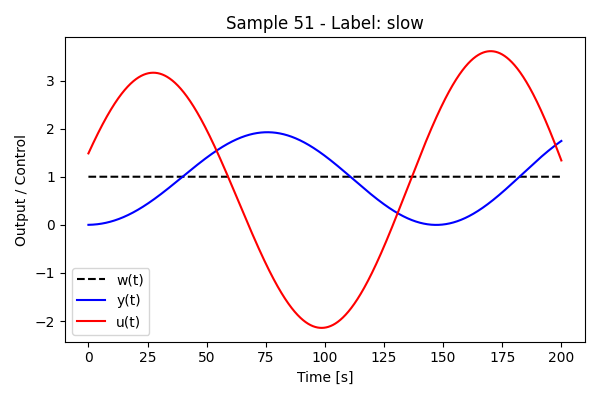 Sample 51 - Label: slow
Output / Control
3
2
1
0
−1
−2
w(t)
y(t)
u(t)
0 25 50 75 100 125 150 175 200
Time [s]